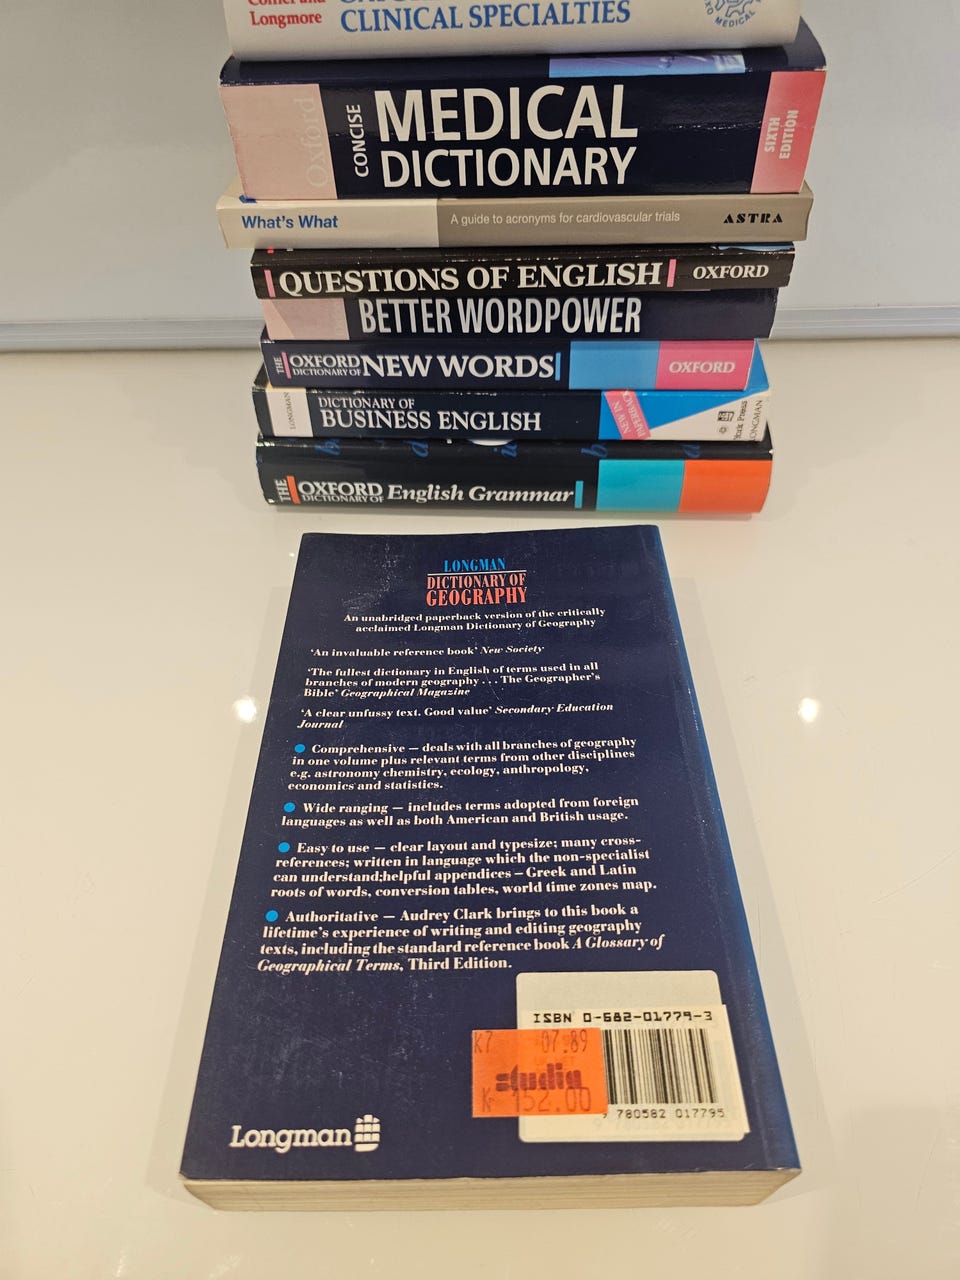 Collier and
Longmore
CLINICAL SPECIALTIES
Oxford
CONCISE
MEDICAL
DICTIONARY
SIXTH
EDITION
What's What
A guide to acronyms for cardiovascular trials
ASTRA
QUESTIONS OF ENGLISH
OXFORD
BETTER WORDPOWER
THE
OXFORD
DICTIONARY OF
NEW WORDS
OXFORD
LONGMAN
DICTIONARY OF
BUSINESS ENGLISH
NEW IN
PAPERBACK
York Press
LONGMAN
THE
OXFORD
DICTIONARY OF
English Grammar
LONGMAN
DICTIONARY OF
GEOGRAPHY
An unabridged paperback version of the critically
acclaimed Longman Dictionary of Geography
'An invaluable reference book' New Society
'The fullest dictionary in English of terms used in all
branches of modern geography . . . The Geographer's
Bible' Geographical Magazine
'A clear unfussy text. Good value' Secondary Education
Journal
● Comprehensive — deals with all branches of geography
in one volume plus relevant terms from other disciplines
e.g. astronomy chemistry, ecology, anthropology,
economics and statistics.
● Wide ranging — includes terms adopted from foreign
languages as well as both American and British usage.
● Easy to use — clear layout and typesize; many cross-
references; written in language which the non-specialist
can understand;helpful appendices – Greek and Latin
roots of words, conversion tables, world time zones map.
● Authoritative — Audrey Clark brings to this book a
lifetime's experience of writing and editing geography
texts, including the standard reference book A Glossary of
Geographical Terms, Third Edition.
ISBN 0-582-01779-3
K7 07.89
studia
K 152.00
9 780582 017795
9 780582 017795
Longman